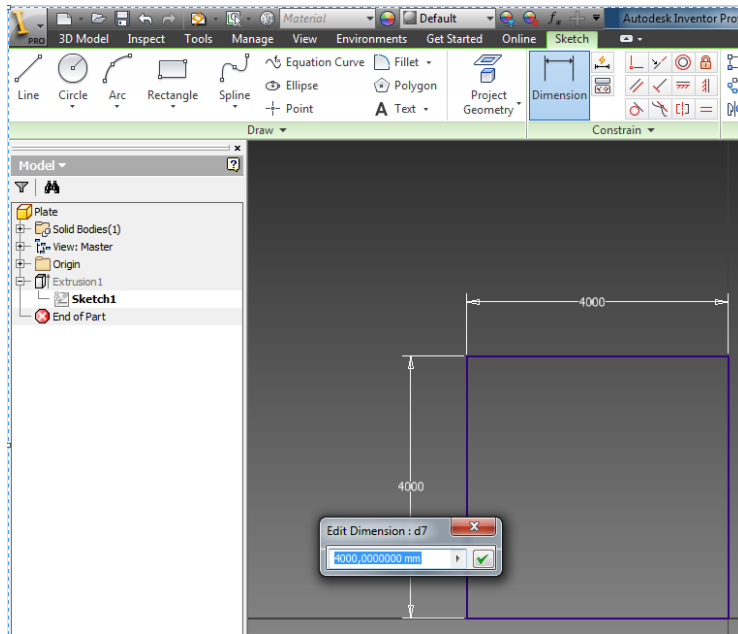 Material Default Autodesk Inventor Pro
PRO 3D Model Inspect Tools Manage View Environments Get Started Online Sketch
Line Circle Arc Rectangle Spline
Equation Curve Fillet
Ellipse Polygon
Point A Text
Project Geometry
Dimension
Draw Constrain
Model
Plate
Solid Bodies(1)
View: Master
Origin
Extrusion1
Sketch1
End of Part
4000
4000
Edit Dimension : d7
4000,0000000 mm